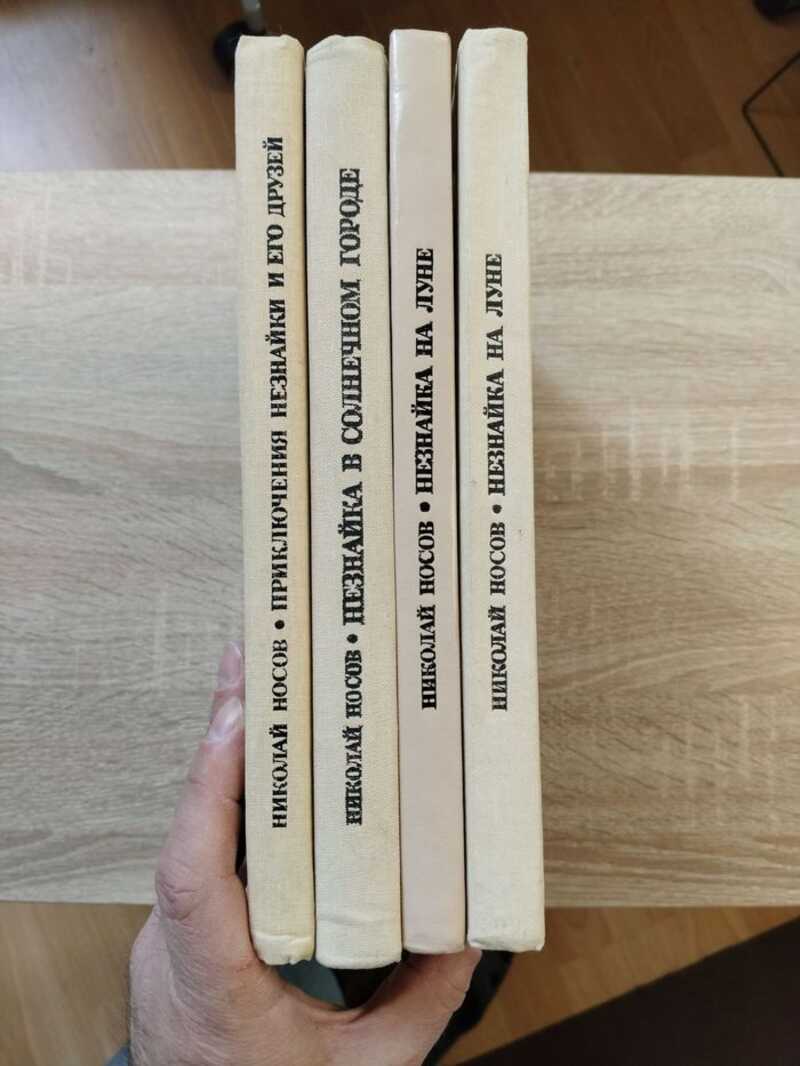 НИКОЛАЙ НОСОВ • ПРИКЛЮЧЕНИЯ НЕЗНАЙКИ И ЕГО ДРУЗЕЙ
НИКОЛАЙ НОСОВ • НЕЗНАЙКА В СОЛНЕЧНОМ ГОРОДЕ
НИКОЛАЙ НОСОВ • НЕЗНАЙКА НА ЛУНЕ
НИКОЛАЙ НОСОВ • НЕЗНАЙКА НА ЛУНЕ